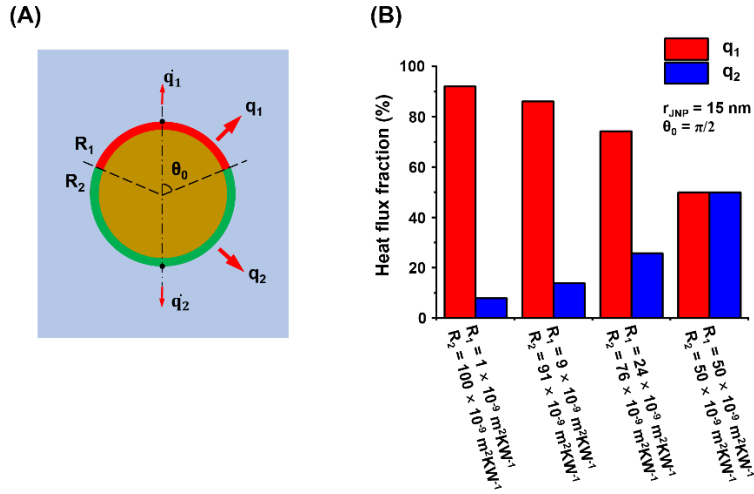 (A)
q̇₁
q₁
R₁
R₂
θ₀
q₂
q̇₂
(B)
q₁
q₂
r_JNP = 15 nm
θ₀ = π/2
Heat flux fraction (%)
100
80
60
40
20
0
R₁ = 1 × 10⁻⁹ m²KW⁻¹
R₂ = 100 × 10⁻⁹ m²KW⁻¹
R₁ = 9 × 10⁻⁹ m²KW⁻¹
R₂ = 91 × 10⁻⁹ m²KW⁻¹
R₁ = 24 × 10⁻⁹ m²KW⁻¹
R₂ = 76 × 10⁻⁹ m²KW⁻¹
R₁ = 50 × 10⁻⁹ m²KW⁻¹
R₂ = 50 × 10⁻⁹ m²KW⁻¹